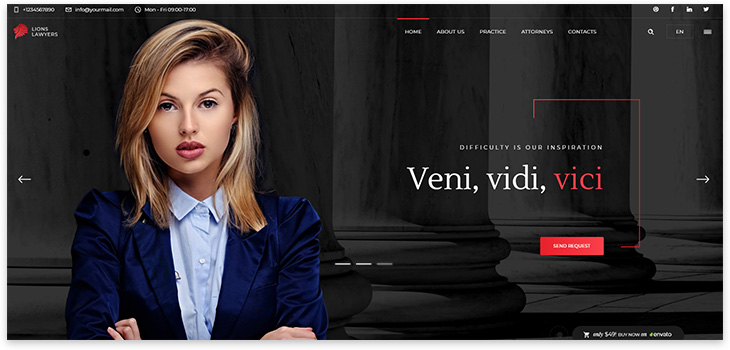 +1234567890
info@yourmail.com
Mon - Fri 09:00-17:00
LIONS
LAWYERS
HOME
ABOUT US
PRACTICE
ATTORNEYS
CONTACTS
EN
DIFFICULTY IS OUR INSPIRATION
Veni, vidi, vici
SEND REQUEST
only $49! BUY NOW on envato